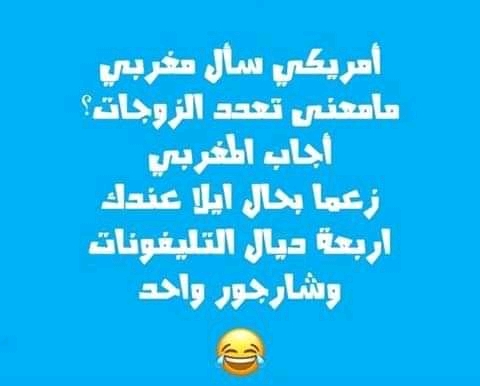 أمريكي سأل مغربي
مامعنى تعدد الزوجات؟
أجاب المغربي
زعما بحال ايلا عندك
اربعة ديال التليفونات
وشارجور واحد
😂